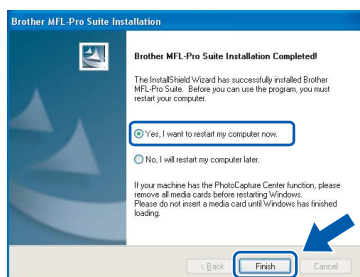 Brother MFL-Pro Suite Installation
Brother MFL-Pro Suite Installation Completed!
The InstallShield Wizard has successfully installed Brother
MFL-Pro Suite. Before you can use the program, you must
restart your computer.
Yes, I want to restart my computer now.
No, I will restart my computer later.
If your machine has the PhotoCapture Center function, please
remove all media cards before restarting Windows.
Please do not insert a media card until Windows has finished
loading.
< Back Finish Cancel